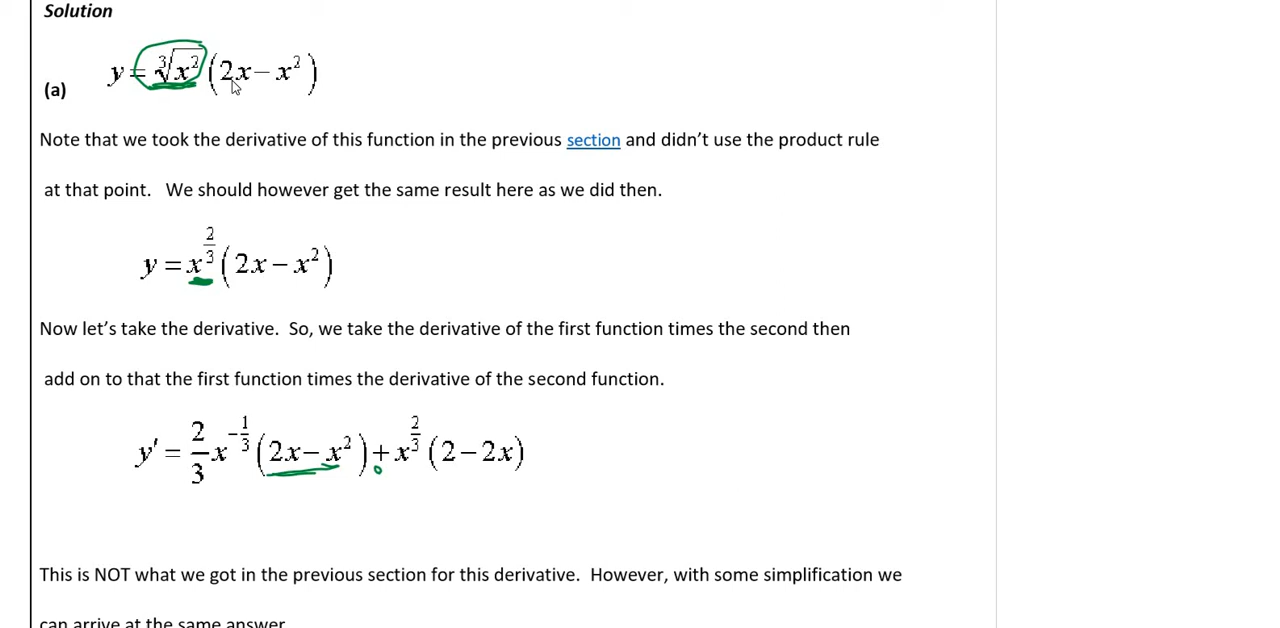 Solution
(a) y = ∛x² (2x − x²)
Note that we took the derivative of this function in the previous section and didn’t use the product rule
at that point. We should however get the same result here as we did then.
y = x^(2/3) (2x − x²)
Now let’s take the derivative. So, we take the derivative of the first function times the second then
add on to that the first function times the derivative of the second function.
y′ = 2/3 x^(−1/3) (2x − x²) + x^(2/3) (2 − 2x)
This is NOT what we got in the previous section for this derivative. However, with some simplification we
can arrive at the same answer